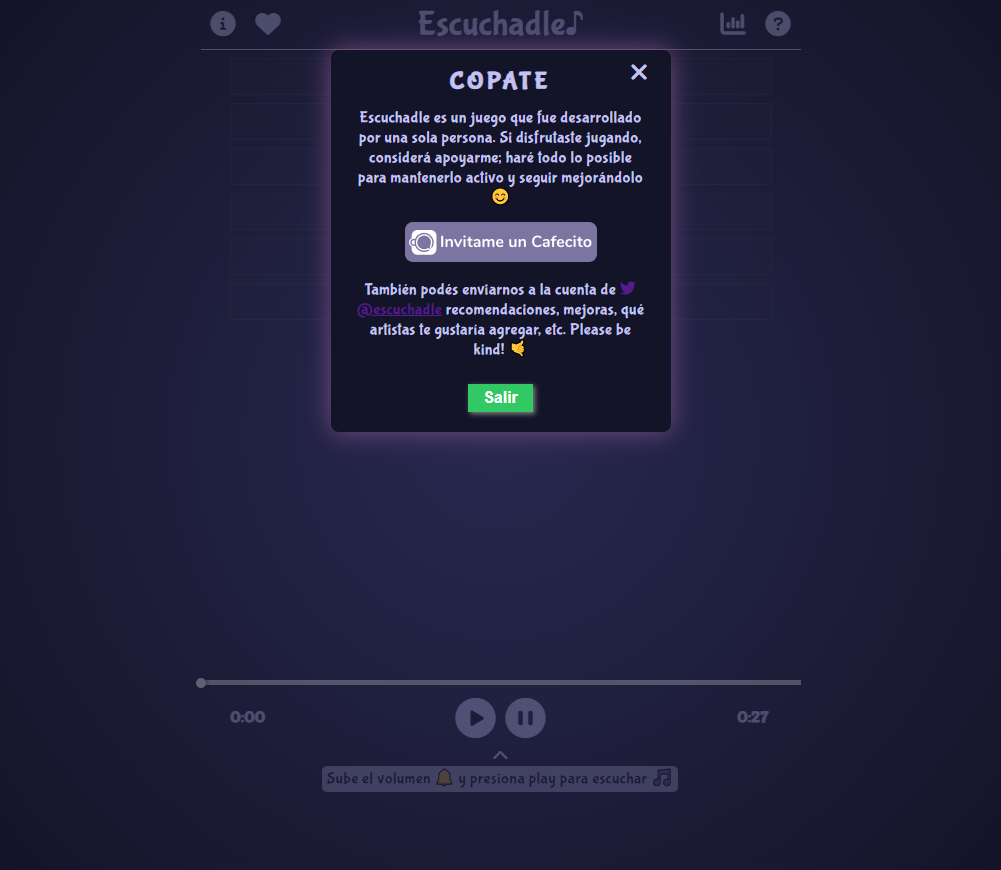 Escuchadle
COPATE
Escuchadle es un juego que fue desarrollado
por una sola persona. Si disfrutaste jugando,
considerá apoyarme; haré todo lo posible
para mantenerlo activo y seguir mejorándolo
😊
Invitame un Cafecito
También podés enviarnos a la cuenta de
@escuchadle recomendaciones, mejoras, qué
artistas te gustaría agregar, etc. Please be
kind! 🤙
Salir
0:00
0:27
Sube el volumen 🔔 y presiona play para escuchar 🎵